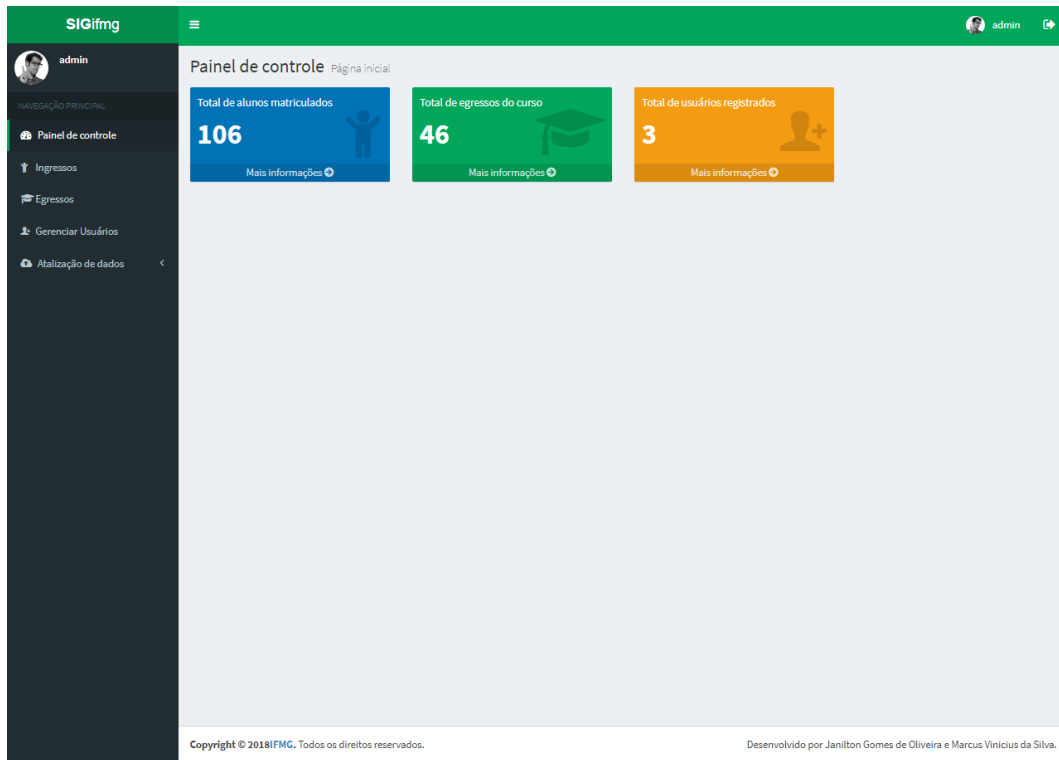 SIGifmg
admin
admin
NAVEGAÇÃO PRINCIPAL
Painel de controle
Ingressos
Egressos
Gerenciar Usuários
Atalização de dados
Painel de controle Página inicial
Total de alunos matriculados
106
Mais informações
Total de egressos do curso
46
Mais informações
Total de usuários registrados
3
Mais informações
Copyright © 2018IFMG. Todos os direitos reservados.
Desenvolvido por Janilton Gomes de Oliveira e Marcus Vinicius da Silva.